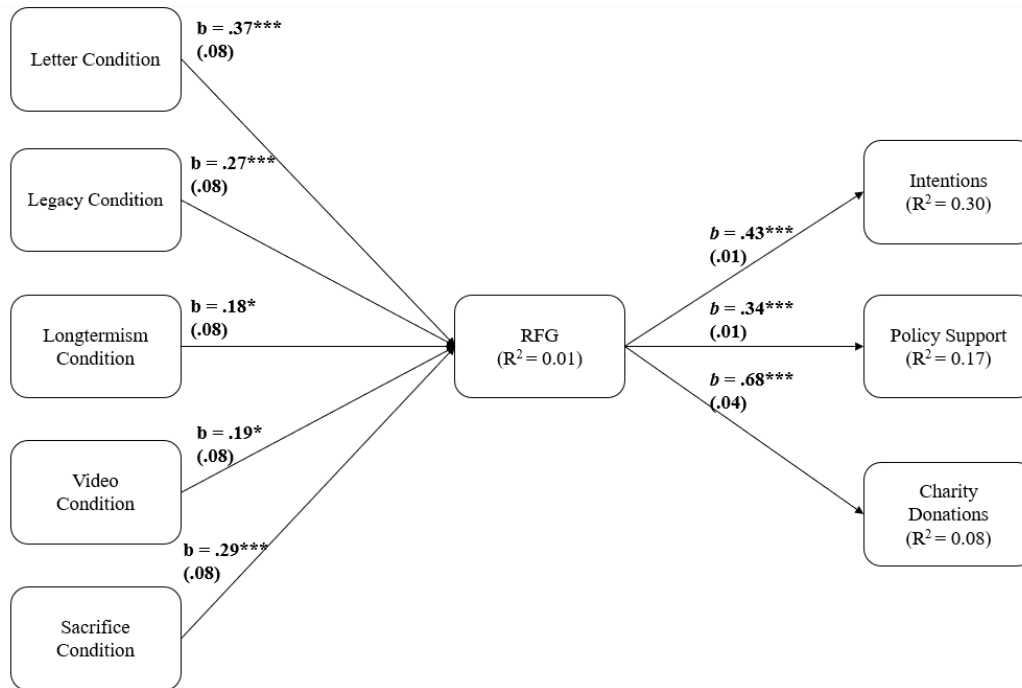 Letter Condition
b = .37***
(.08)
Legacy Condition
b = .27***
(.08)
Longtermism
Condition
b = .18*
(.08)
Video
Condition
b = .19*
(.08)
Sacrifice
Condition
b = .29***
(.08)
RFG
(R² = 0.01)
b = .43***
(.01)
b = .34***
(.01)
b = .68***
(.04)
Intentions
(R² = 0.30)
Policy Support
(R² = 0.17)
Charity
Donations
(R² = 0.08)